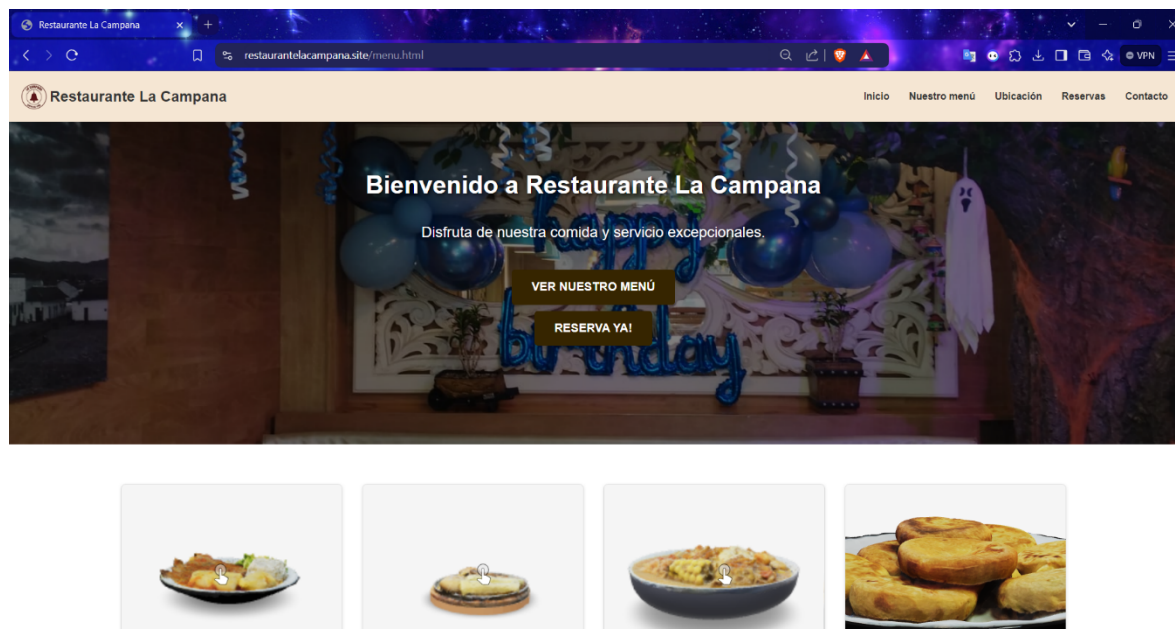 Restaurante La Campana
restaurantelacampana.site/menu.html
VPN
Restaurante La Campana
Inicio Nuestro menú Ubicación Reservas Contacto
Bienvenido a Restaurante La Campana
Disfruta de nuestra comida y servicio excepcionales.
happy
VER NUESTRO MENÚ
RESERVA YA!
birthday